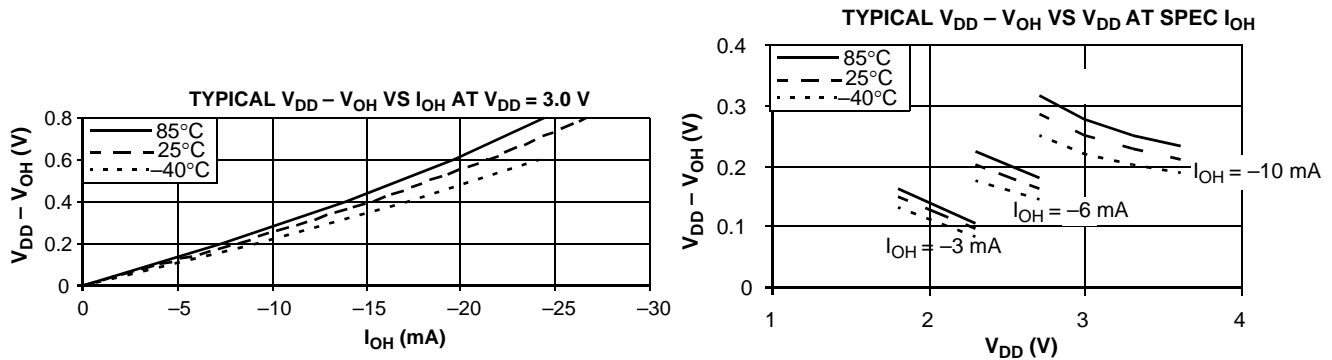 TYPICAL VDD – VOH VS IOH AT VDD = 3.0 V
85°C
25°C
–40°C
VDD – VOH (V)
0.8
0.6
0.4
0.2
0
0
–5
–10
–15
–20
–25
–30
IOH (mA)
TYPICAL VDD – VOH VS VDD AT SPEC IOH
85°C
25°C
–40°C
VDD – VOH (V)
0.4
0.3
0.2
0.1
0
IOH = –10 mA
IOH = –6 mA
IOH = –3 mA
1
2
3
4
VDD (V)